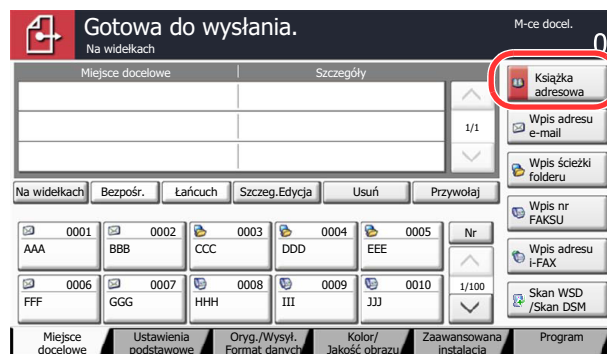 Gotowa do wysłania.
Na widełkach
M-ce docel.
0
Miejsce docelowe
Szczegóły
1/1
Książka
adresowa
Wpis adresu
e-mail
Wpis ścieżki
folderu
Wpis nr
FAKSU
Wpis adresu
i-FAX
Skan WSD
/Skan DSM
Na widełkach Bezpośr. Łańcuch Szczeg.Edycja Usuń Przywołaj
0001 0002 0003 0004 0005 Nr
AAA BBB CCC DDD EEE
0006 0007 0008 0009 0010 1/100
FFF GGG HHH III JJJ
Miejsce
docelowe
Ustawienia
podstawowe
Oryg./Wysył.
Format danych
Kolor/
Jakość obrazu
Zaawansowana
instalacja
Program